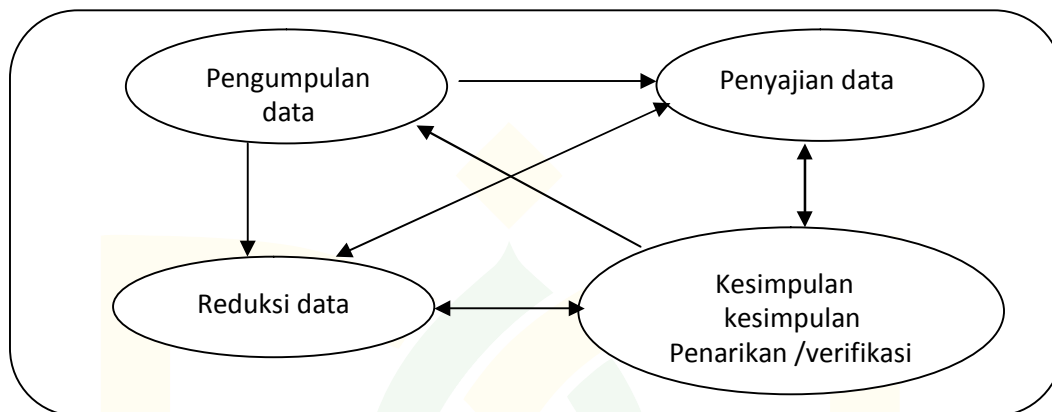 Pengumpulan
data
Penyajian data
Reduksi data
Kesimpulan
kesimpulan
Penarikan /verifikasi